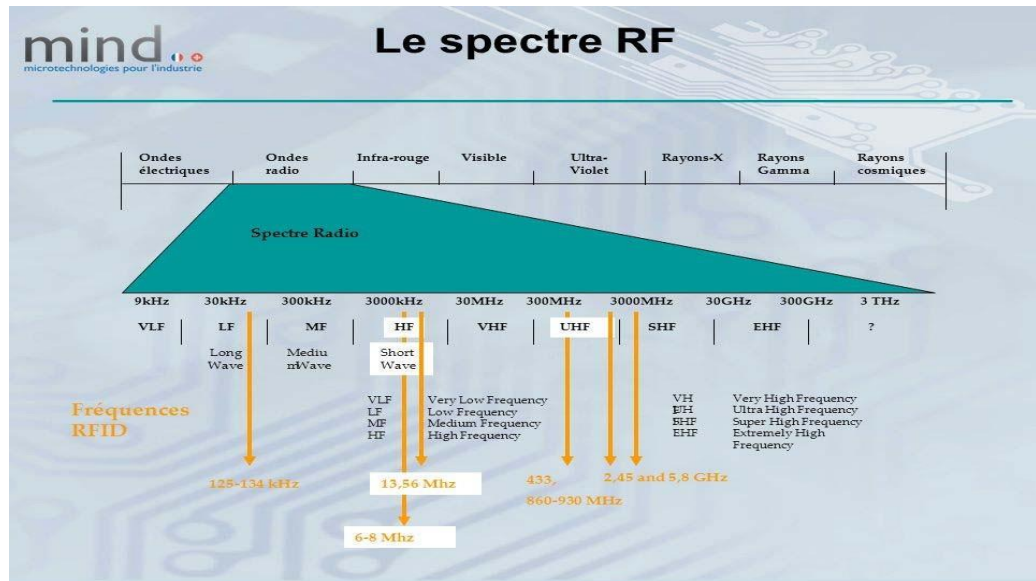 mind
microtechnologies pour l'industrie
Le spectre RF
Ondes électriques
Ondes radio
Infra-rouge
Visible
Ultra-Violet
Rayons-X
Rayons Gamma
Rayons cosmiques
Spectre Radio
9kHz 30kHz 300kHz 3000kHz 30MHz 300MHz 3000MHz 30GHz 300GHz 3 THz
VLF LF MF HF VHF UHF SHF EHF ?
Long Wave
Mediu
mWave
Short Wave
Fréquences
RFID
VLF Very Low Frequency
LF Low Frequency
MF Medium Frequency
HF High Frequency
VH Very High Frequency
UH Ultra High Frequency
SHF Super High Frequency
EHF Extremely High
Frequency
125-134 kHz
13,56 Mhz
6-8 Mhz
433,
860-930 MHz
2,45 and 5,8 GHz